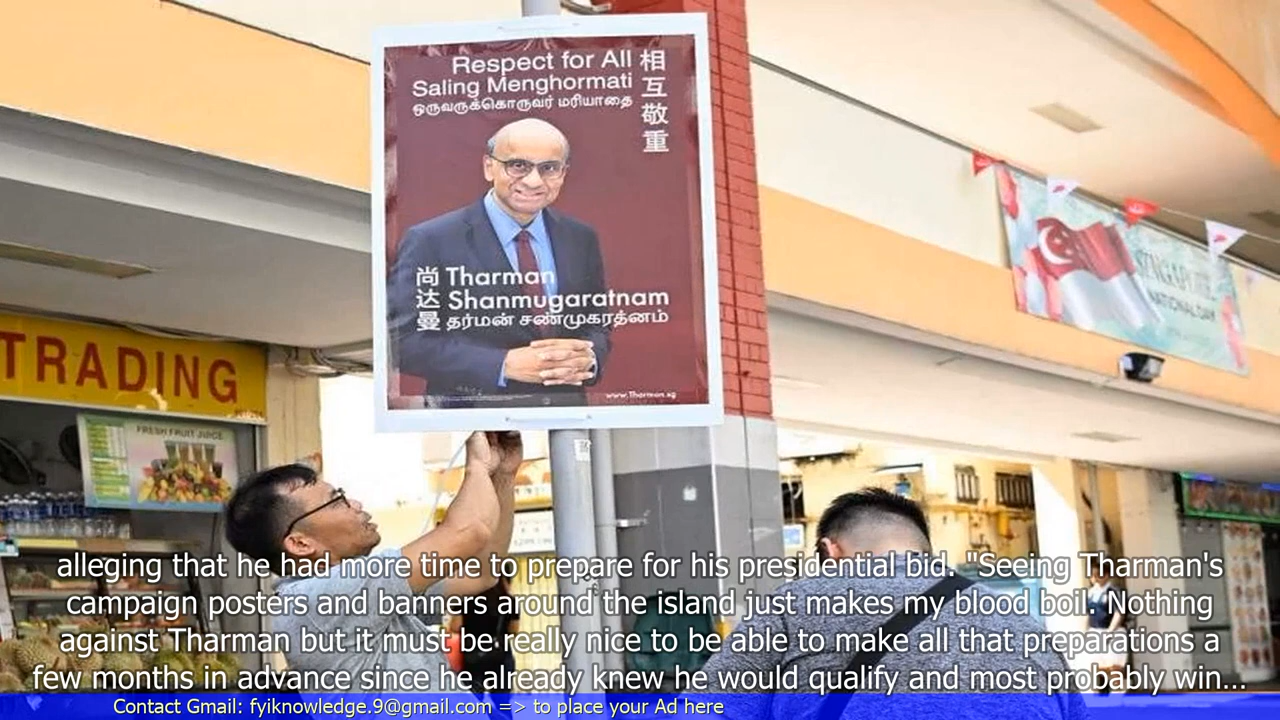 Respect for All
Saling Menghormati
ஒருவருக்கொருவர் மரியாதை
相互敬重
尚达曼
Tharman
Shanmugaratnam
தர்மன் சண்முகரத்னம்
www.Tharman.sg
TRADING
FRESH FRUIT JUICE
SINGAPORE
NATIONAL DAY
alleging that he had more time to prepare for his presidential bid. "Seeing Tharman's
campaign posters and banners around the island just makes my blood boil. Nothing
against Tharman but it must be really nice to be able to make all that preparations a
few months in advance since he already knew he would qualify and most probably win...
Contact Gmail: fyiknowledge.9@gmail.com => to place your Ad here